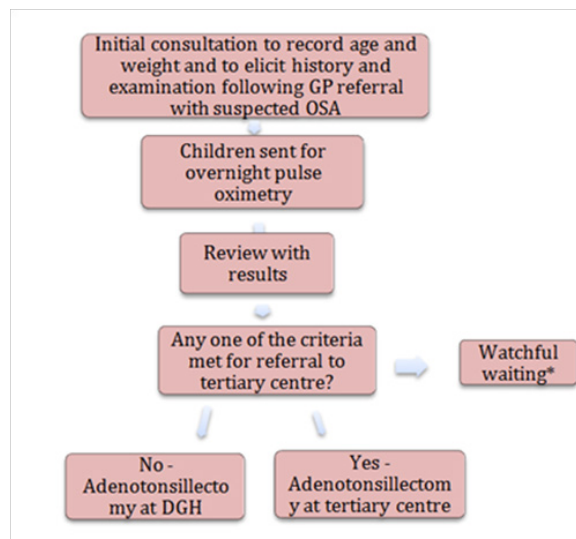 Initial consultation to record age and
weight and to elicit history and
examination following GP referral
with suspected OSA
Children sent for
overnight pulse
oximetry
Review with
results
Any one of the criteria
met for referral to
tertiary centre?
Watchful
waiting*
No -
Adenotonsillecto
my at DGH
Yes -
Adenotonsillectom
y at tertiary centre